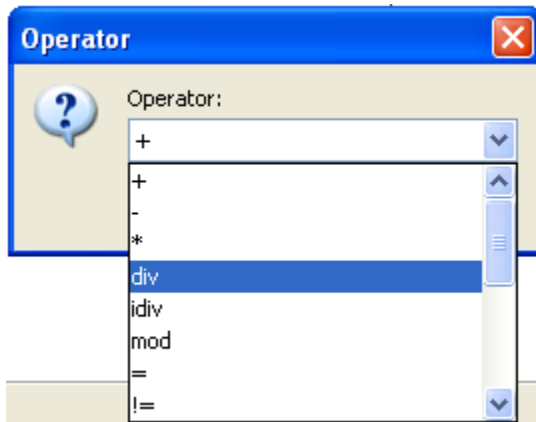 Operator
Operator:
+
+
-
*
div
idiv
mod
=
!=